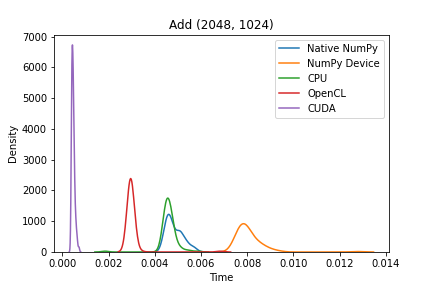 Add (2048, 1024)
7000
6000
5000
4000
3000
2000
1000
0
Density
Native NumPy
NumPy Device
CPU
OpenCL
CUDA
0.000 0.002 0.004 0.006 0.008 0.010 0.012 0.014
Time